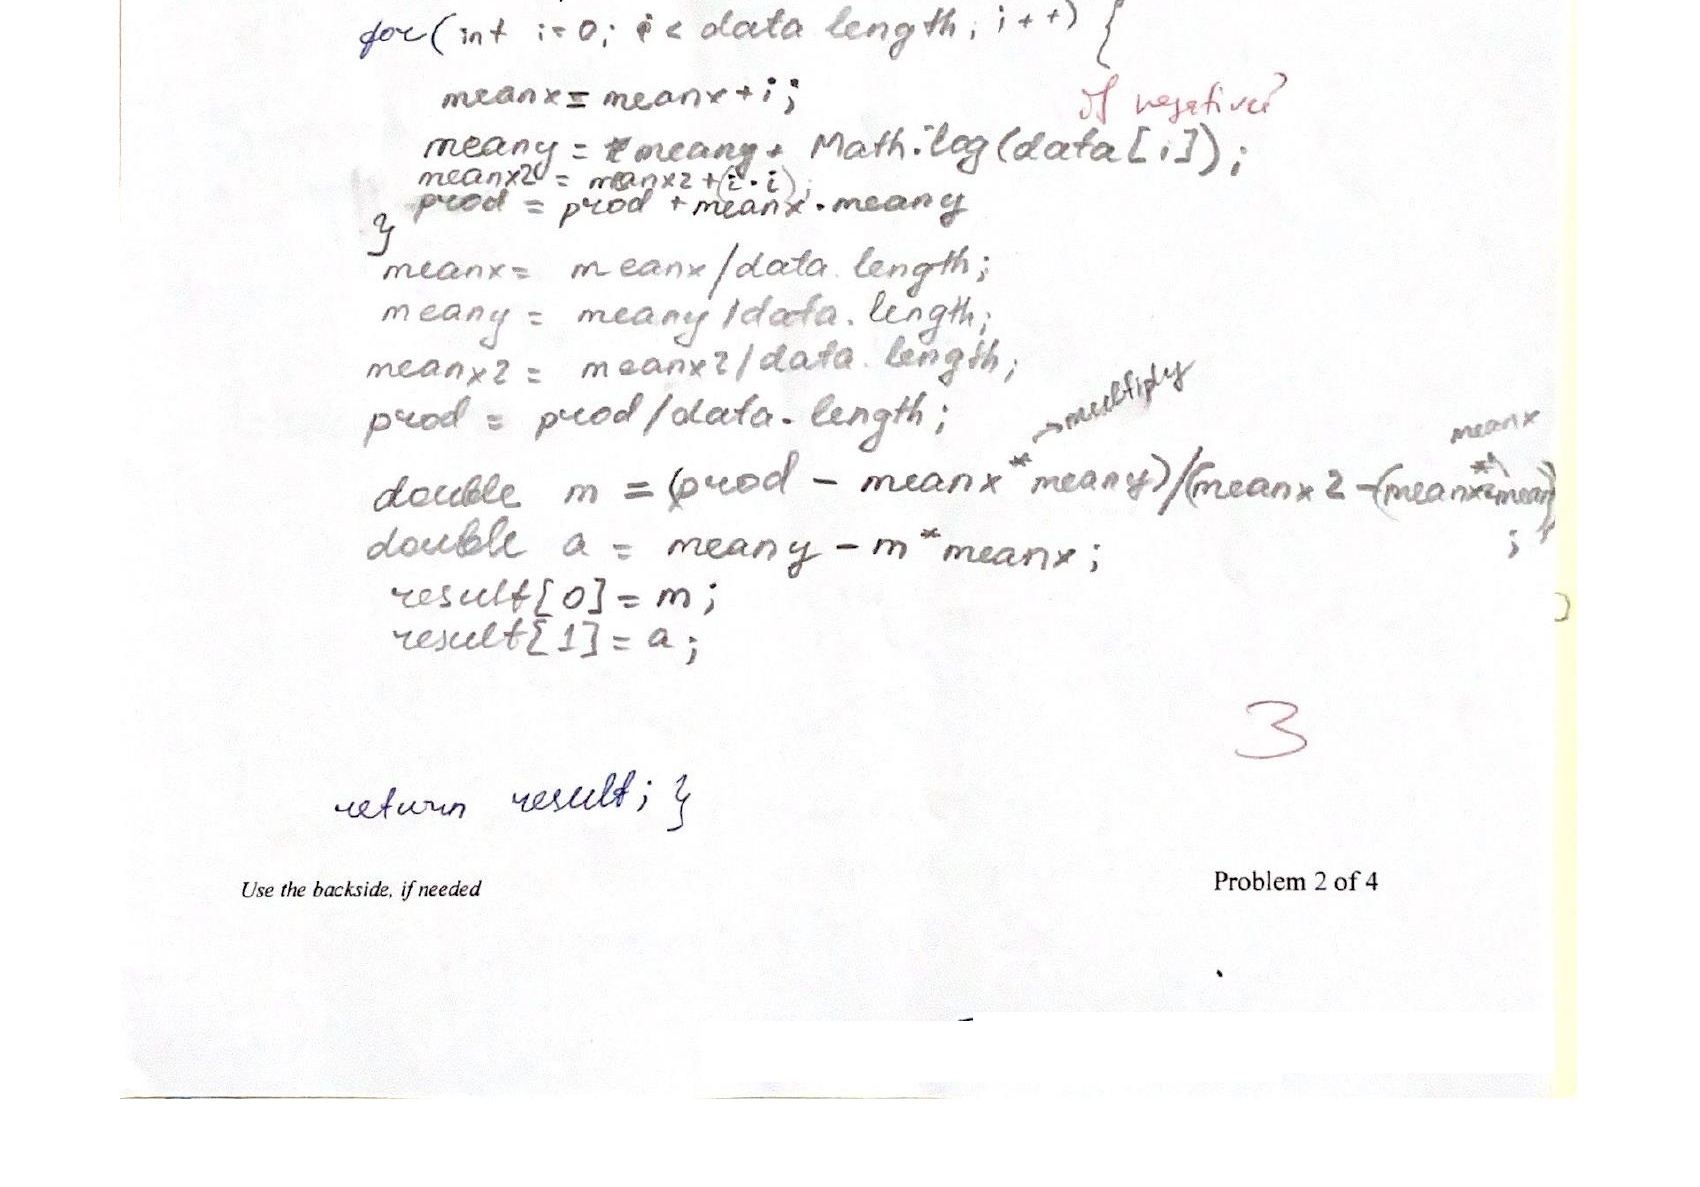 for(int i=0; i < data length; i++) {
meanx = meanx + i;
If negative?
meany = meany + Math.log(data[i]);
meanx2 = meanx2 + (i · i);
prod = prod + meanx · meany
}
meanx = meanx/data. length;
meany = meany/data. length;
meanx2 = meanx2/data. length;
prod = prod/data. length;
→ multiply
meanx
double m = (prod - meanx * meany)/(meanx2 - (meanx
;
double a = meany - m * meanx;
result[0] = m;
result[1] = a;
3
return result; }
Use the backside, if needed
Problem 2 of 4